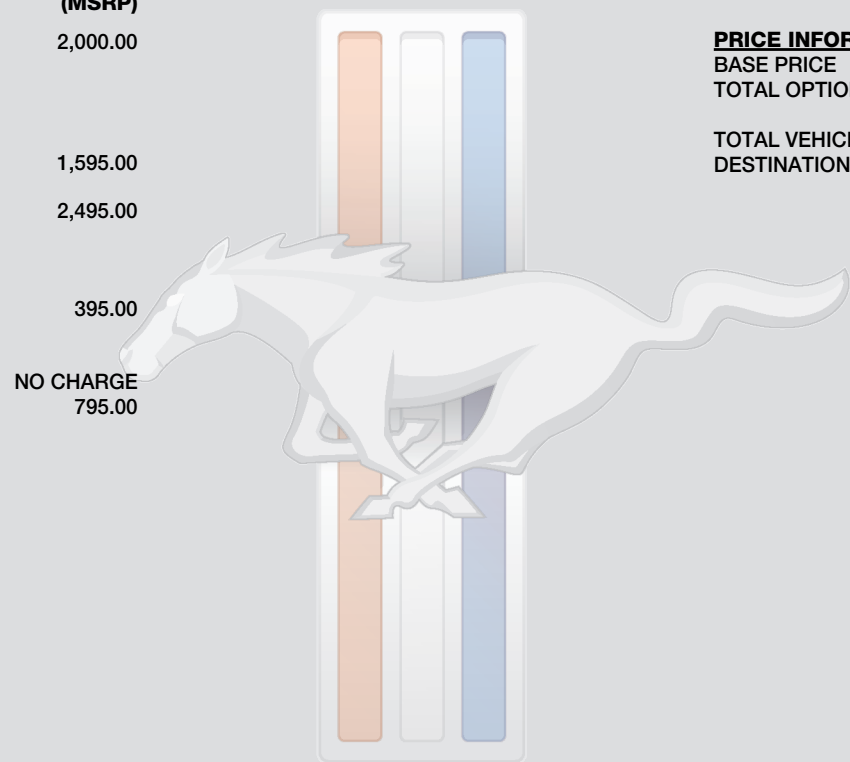 (MSRP)
2,000.00
1,595.00
2,495.00
395.00
NO CHARGE
795.00
PRICE INFOR
BASE PRICE
TOTAL OPTIO
TOTAL VEHICL
DESTINATION